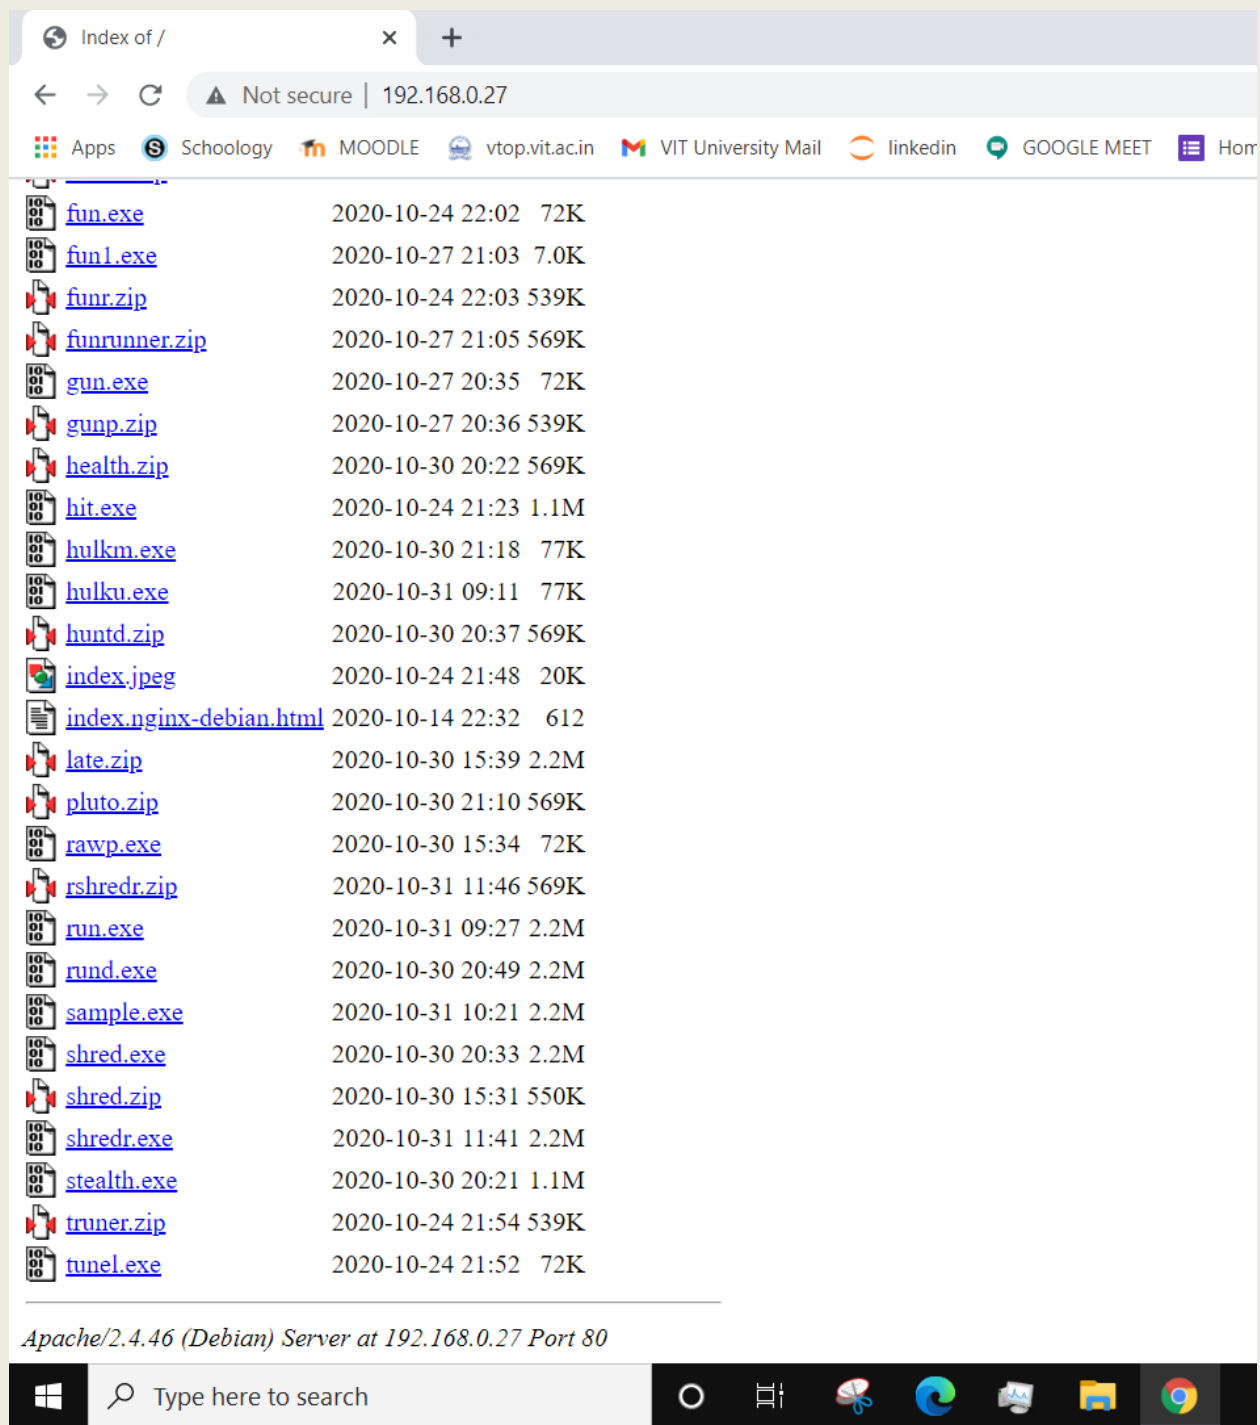 Index of /
Not secure | 192.168.0.27
Apps Schoology MOODLE vtop.vit.ac.in VIT University Mail linkedin GOOGLE MEET Hom
fun.exe 2020-10-24 22:02 72K
fun1.exe 2020-10-27 21:03 7.0K
funr.zip 2020-10-24 22:03 539K
funrunner.zip 2020-10-27 21:05 569K
gun.exe 2020-10-27 20:35 72K
gunp.zip 2020-10-27 20:36 539K
health.zip 2020-10-30 20:22 569K
hit.exe 2020-10-24 21:23 1.1M
hulkm.exe 2020-10-30 21:18 77K
hulku.exe 2020-10-31 09:11 77K
huntd.zip 2020-10-30 20:37 569K
index.jpeg 2020-10-24 21:48 20K
index.nginx-debian.html 2020-10-14 22:32 612
late.zip 2020-10-30 15:39 2.2M
pluto.zip 2020-10-30 21:10 569K
rawp.exe 2020-10-30 15:34 72K
rshredr.zip 2020-10-31 11:46 569K
run.exe 2020-10-31 09:27 2.2M
rund.exe 2020-10-30 20:49 2.2M
sample.exe 2020-10-31 10:21 2.2M
shred.exe 2020-10-30 20:33 2.2M
shred.zip 2020-10-30 15:31 550K
shredr.exe 2020-10-31 11:41 2.2M
stealth.exe 2020-10-30 20:21 1.1M
truner.zip 2020-10-24 21:54 539K
tunel.exe 2020-10-24 21:52 72K
Apache/2.4.46 (Debian) Server at 192.168.0.27 Port 80
Type here to search